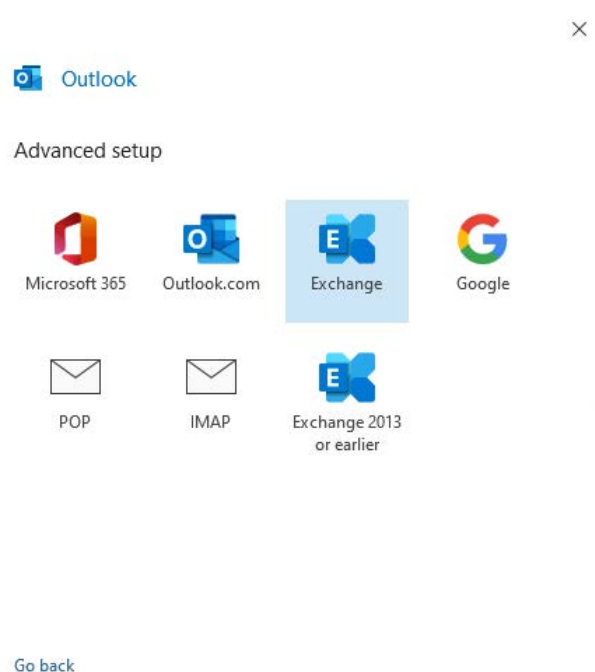 Outlook
Advanced setup
Microsoft 365
Outlook.com
Exchange
Google
POP
IMAP
Exchange 2013
or earlier
Go back